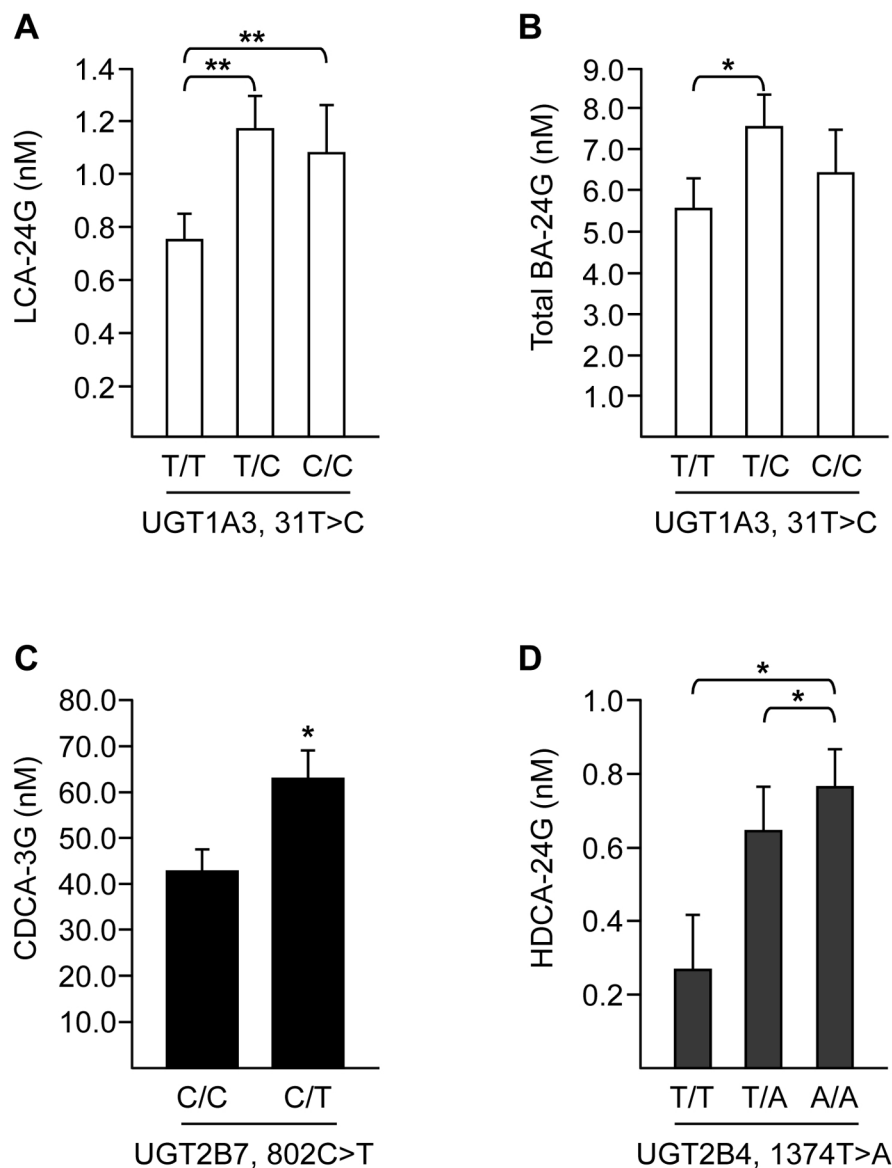 A
LCA-24G (nM)
**
**
1.4
1.2
1.0
0.8
0.6
0.4
0.2
T/T T/C C/C
UGT1A3, 31T>C
B
Total BA-24G (nM)
*
9.0
8.0
7.0
6.0
5.0
4.0
3.0
2.0
1.0
T/T T/C C/C
UGT1A3, 31T>C
C
CDCA-3G (nM)
80.0
70.0
60.0
50.0
40.0
30.0
20.0
10.0
*
C/C C/T
UGT2B7, 802C>T
D
HDCA-24G (nM)
*
*
1.0
0.8
0.6
0.4
0.2
T/T T/A A/A
UGT2B4, 1374T>A